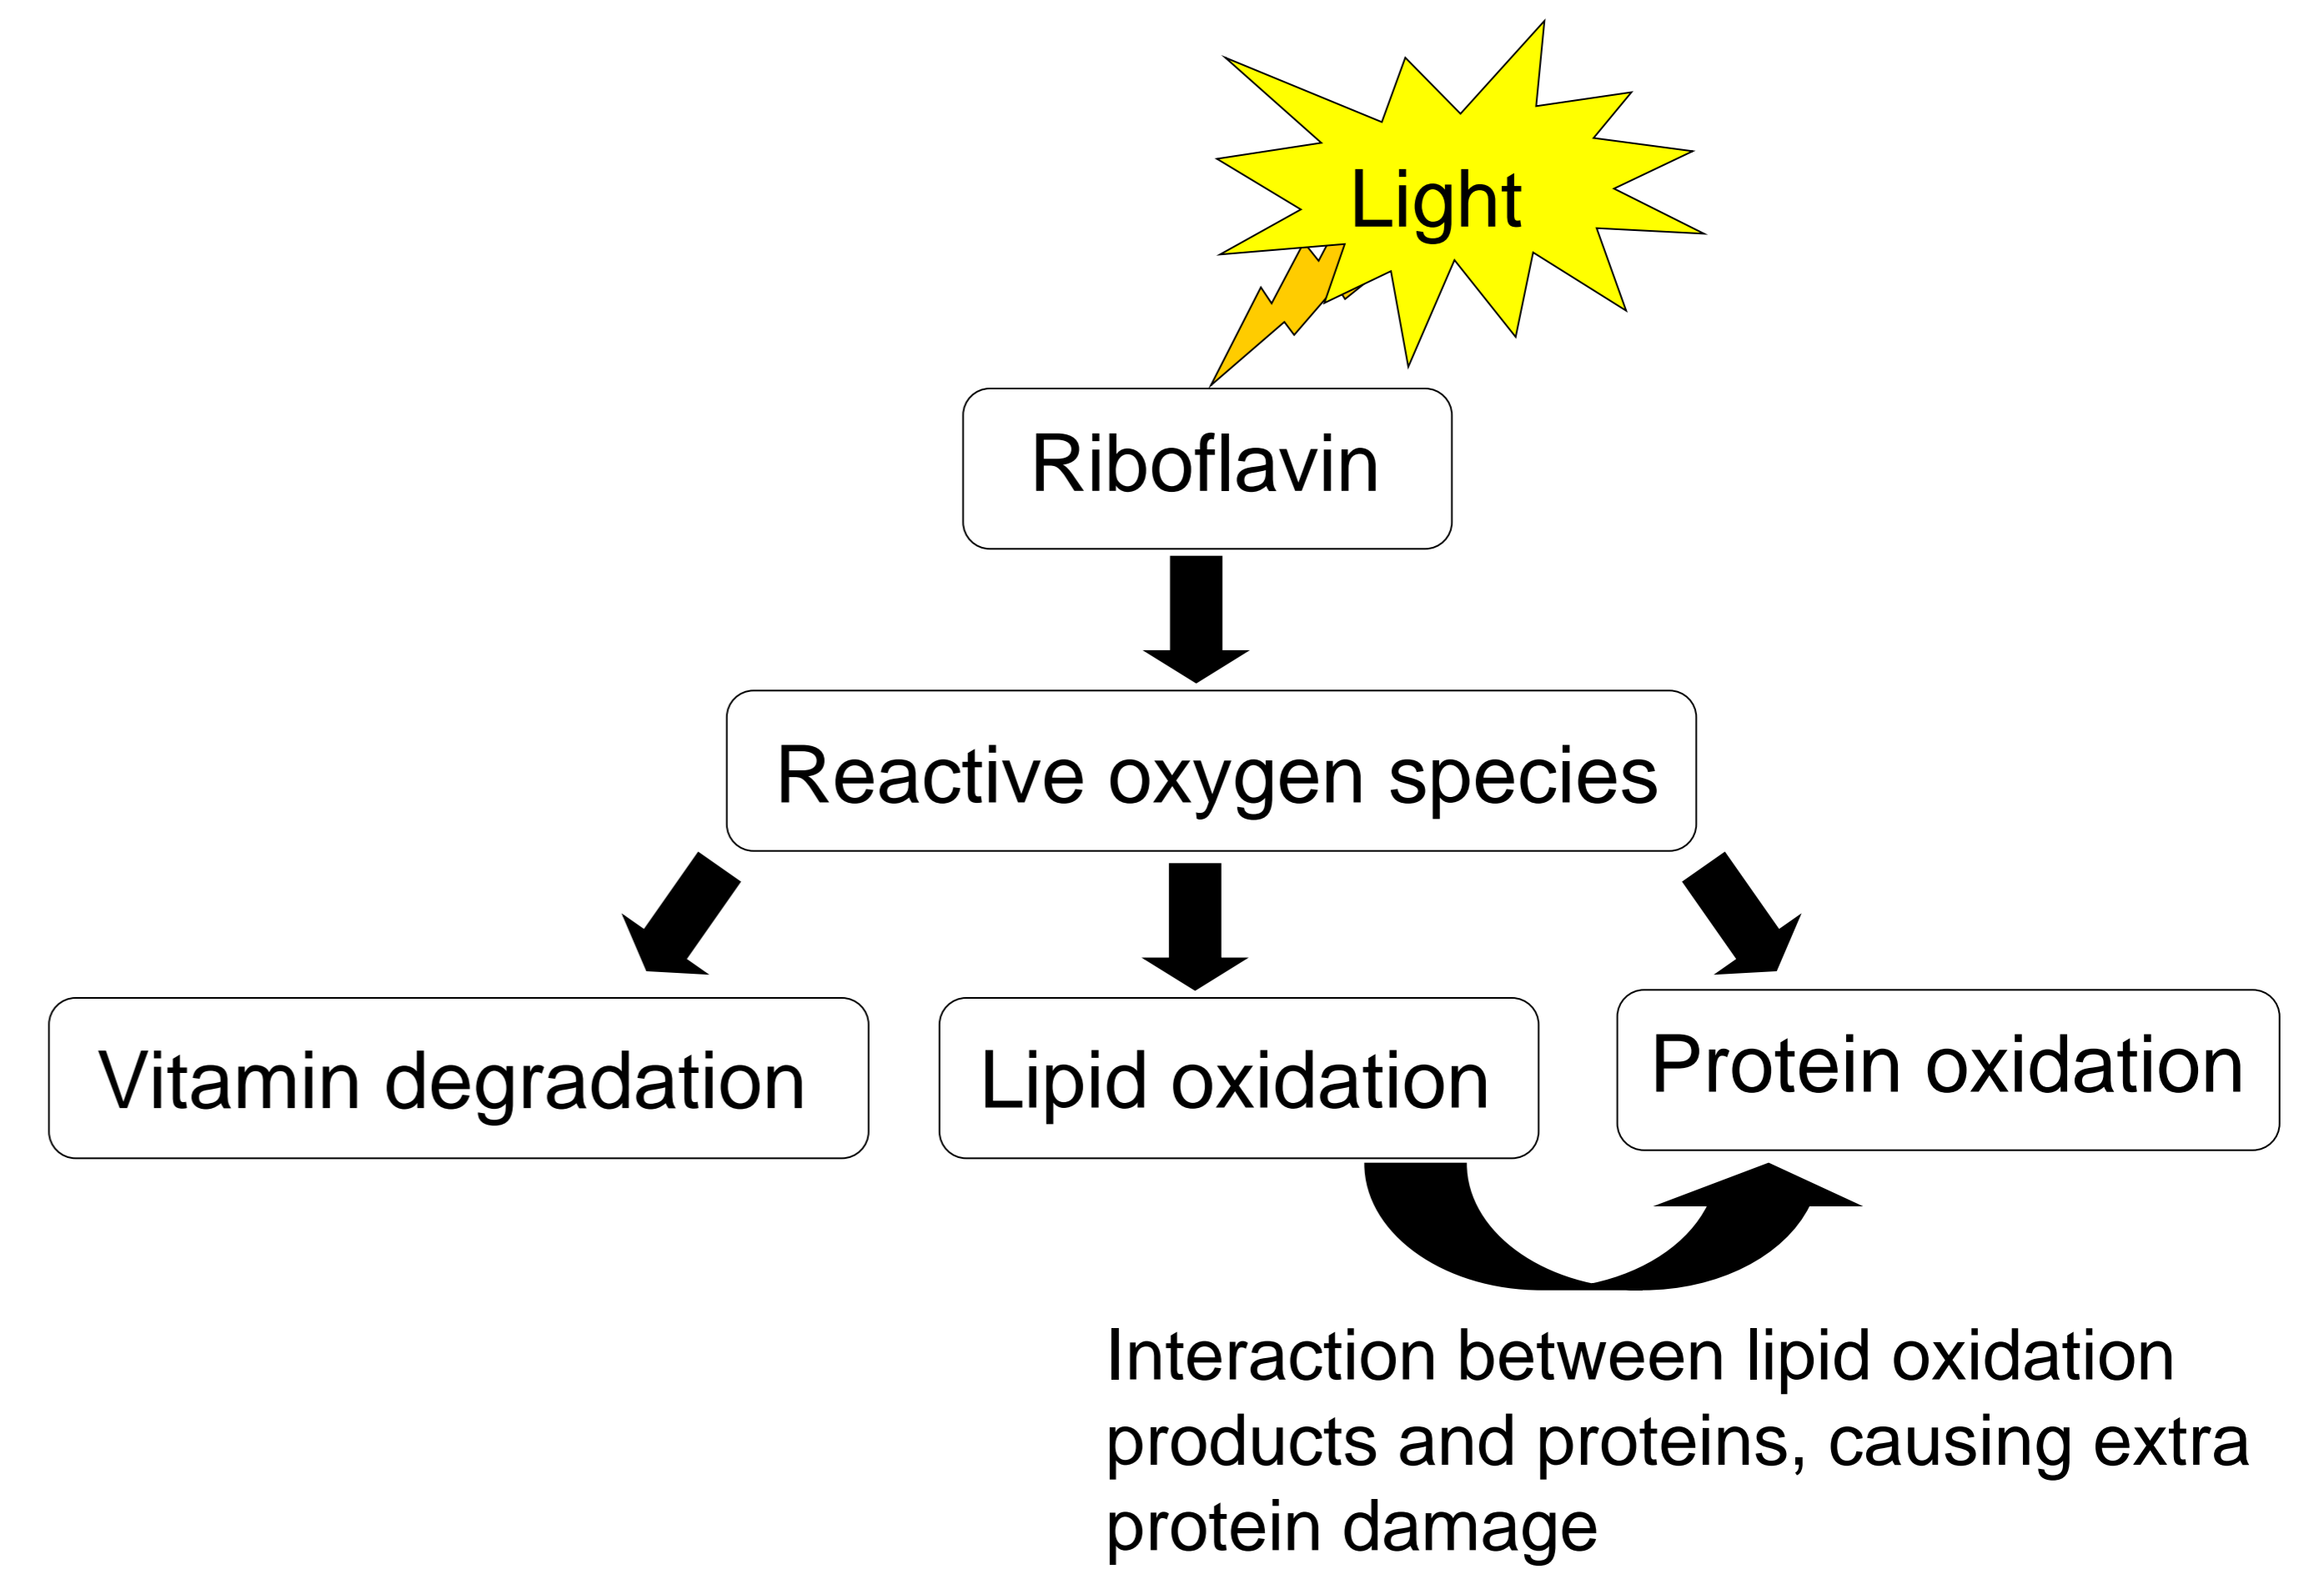 Light
Riboflavin
Reactive oxygen species
Vitamin degradation
Lipid oxidation
Protein oxidation
Interaction between lipid oxidation
products and proteins, causing extra
protein damage